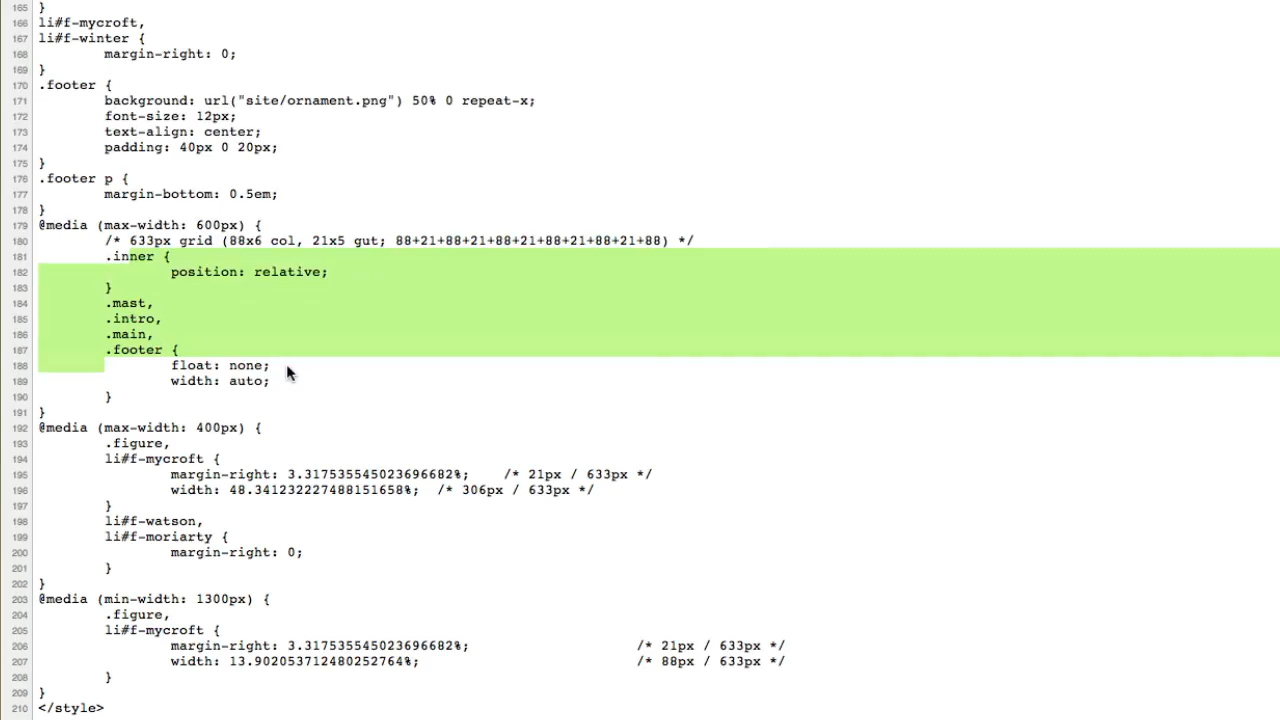 165 }
166 li#f-mycroft,
167 li#f-winter {
168 margin-right: 0;
169 }
170 .footer {
171 background: url("site/ornament.png") 50% 0 repeat-x;
172 font-size: 12px;
173 text-align: center;
174 padding: 40px 0 20px;
175 }
176 .footer p {
177 margin-bottom: 0.5em;
178 }
179 @media (max-width: 600px) {
180 /* 633px grid (88x6 col, 21x5 gut; 88+21+88+21+88+21+88+21+88+21+88) */
181 .inner {
182 position: relative;
183 }
184 .mast,
185 .intro,
186 .main,
187 .footer {
188 float: none;
189 width: auto;
190 }
191 }
192 @media (max-width: 400px) {
193 .figure,
194 li#f-mycroft {
195 margin-right: 3.317535545023696682%; /* 21px / 633px */
196 width: 48.3412322274881516587%; /* 306px / 633px */
197 }
198 li#f-watson,
199 li#f-moriarty {
200 margin-right: 0;
201 }
202 }
203 @media (min-width: 1300px) {
204 .figure,
205 li#f-mycroft {
206 margin-right: 3.317535545023696682%; /* 21px / 633px */
207 width: 13.902053712480252764%; /* 88px / 633px */
208 }
209 }
210 </style>